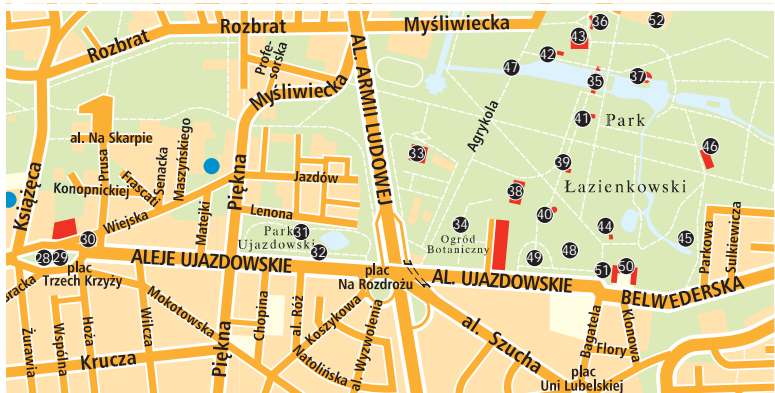 Rozbrat
Rozbrat
Myśliwiecka
Profe-
sorska
Myśliwiecka
AL. ARMII LUDOWEJ
36
52
43
42
47
35
37
Agrykola
41
Park
46
33
39
Łazienkowski
38
40
34
Ogród
Botaniczny
44
45
49
48
51
50
al. Na Skarpie
Prusa
Frascati
Senacka
Maszyńskiego
Konopnickiej
Książęca
Wiejska
Matejki
Piękna
Jazdów
Lenona
Park
Ujazdowski
31
32
30
28
29
plac
Trzech Krzyży
ALEJE UJAZDOWSKIE
plac
Na Rozdrożu
AL. UJAZDOWSKIE
BELWEDERSKA
Parkowa
Sulkiewicza
racka
Żurawia
Wspólna
Hoża
Wilcza
Mokotowska
Krucza
Piękna
Chopina
al. Róż
Koszykowa
Natolińska
al. Wyzwolenia
al. Szucha
Bagatela
Flory
Klonowa
plac
Uni Lubelskiej